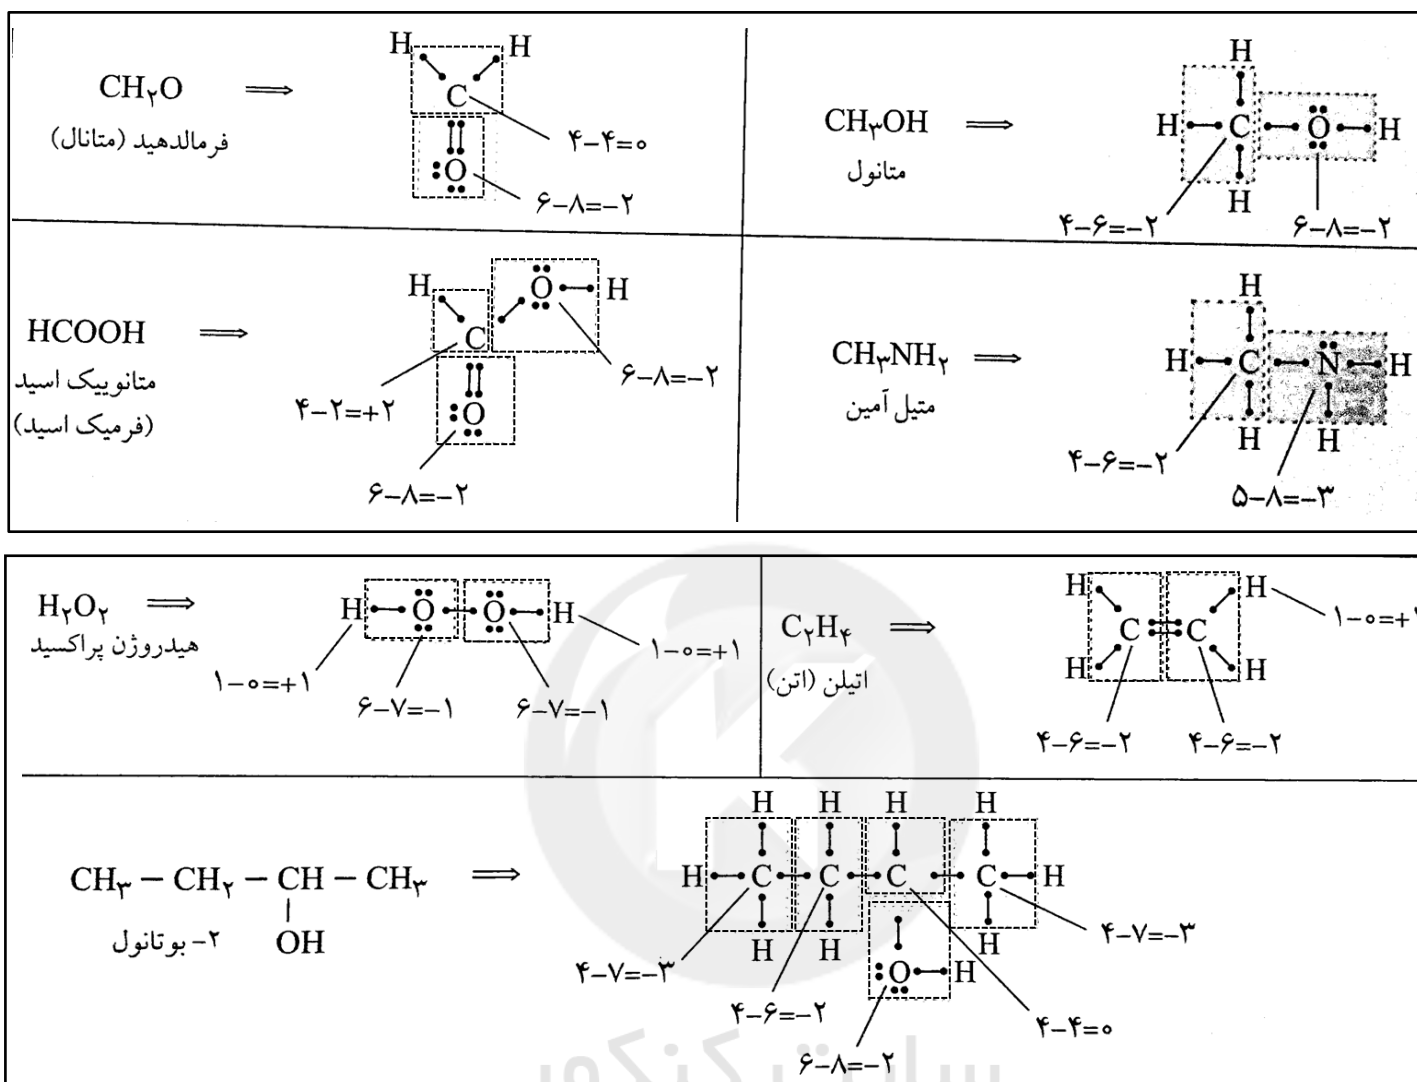 CH۲O ⟹
فرمالدهید (متانال)
H H
C
O
۴-۴=۰
۶-۸=-۲
CH۳OH ⟹
متانول
H
H C O H
H
۴-۶=-۲ ۶-۸=-۲
HCOOH ⟹
متانوییک اسید
(فرمیک اسید)
H O H
C
O
۶-۸=-۲
۴-۲=+۲
۶-۸=-۲
CH۳NH۲ ⟹
متیل آمین
H
H C N H
H H
۴-۶=-۲
۵-۸=-۳
H۲O۲ ⟹
هیدروژن پراکسید
H O O H
۱-۰=+۱
۱-۰=+۱
۶-۷=-۱ ۶-۷=-۱
C۲H۴ ⟹
اتیلن (اتن)
H H
C C
H H
۱-۰=+
۴-۶=-۲ ۴-۶=-۲
CH۳ – CH۲ – CH – CH۳ ⟹
OH
۲- بوتانول
H H H H
H C C C C H
H H H
O H
۴-۷=-۳
۴-۷=-۳
۴-۶=-۲
۴-۴=۰
۶-۸=-۲
سایت کنکور